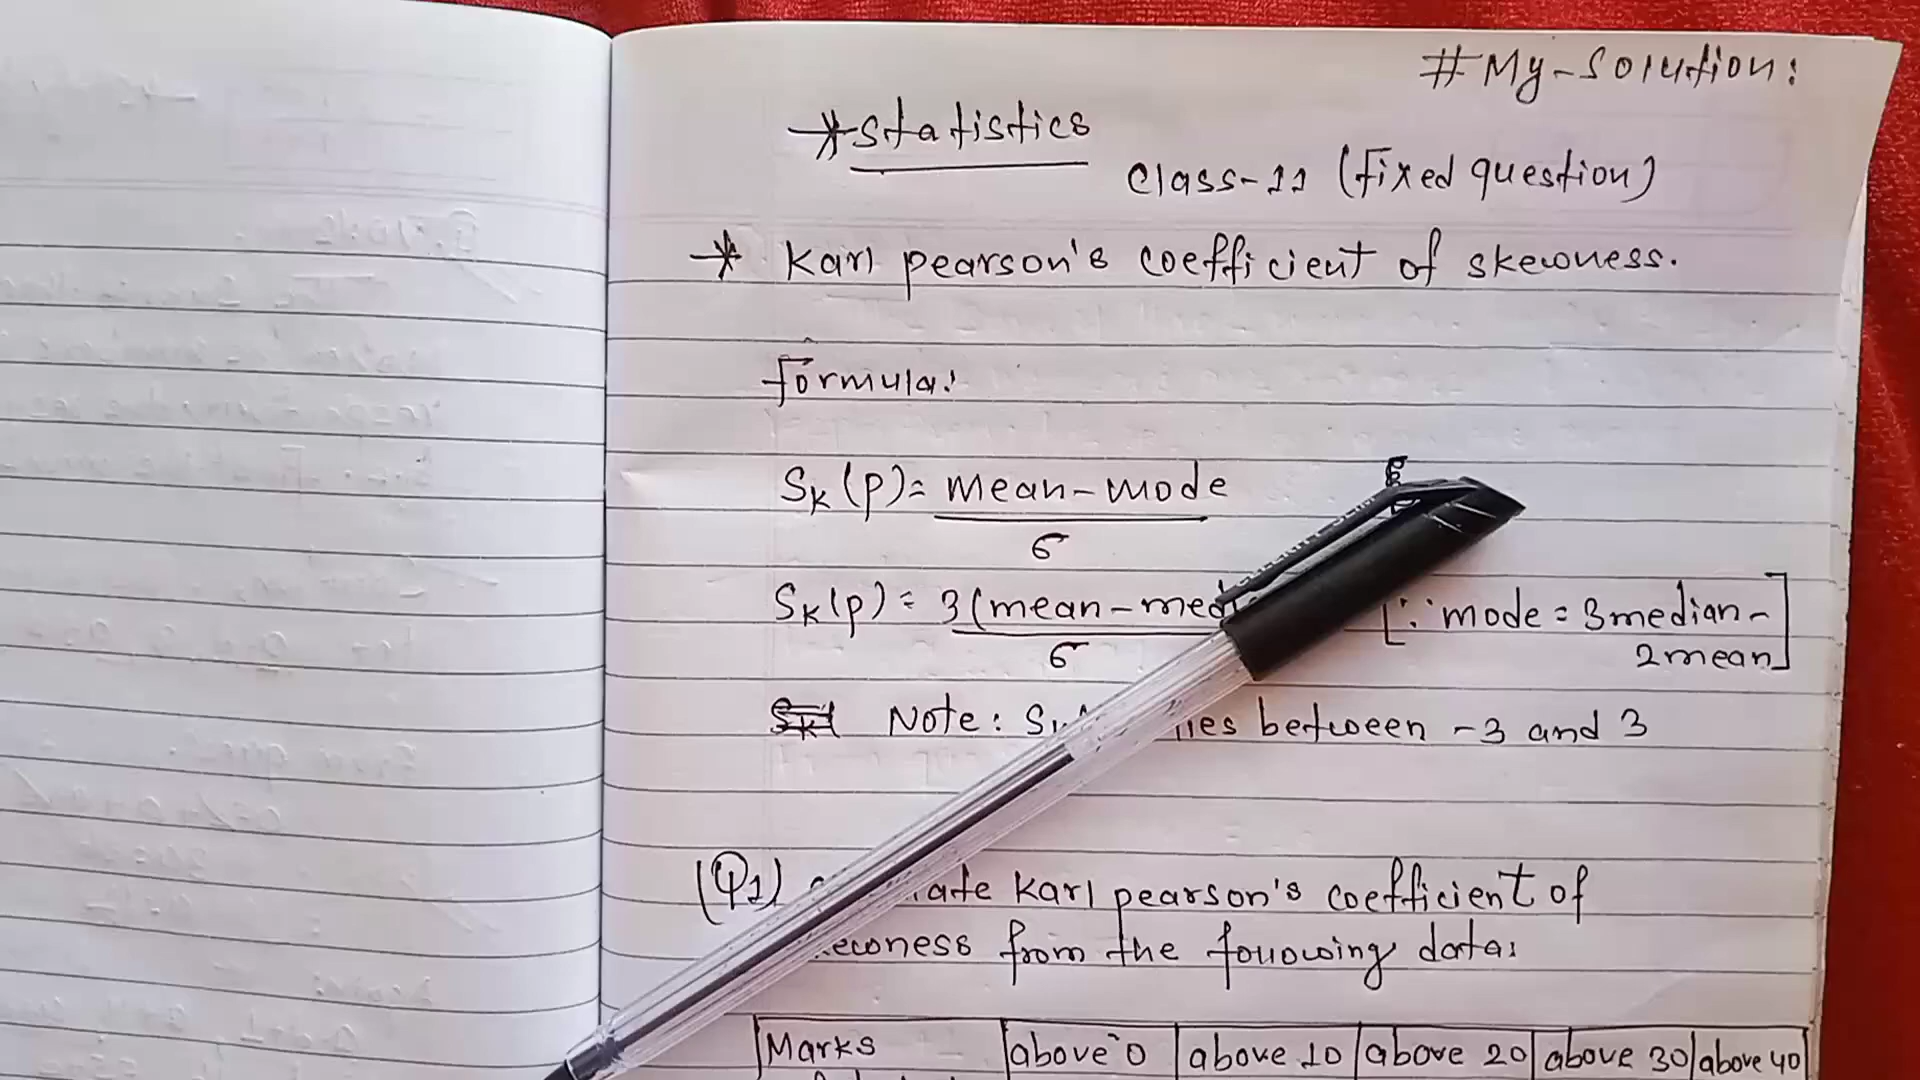 #My-Solution:
*Statistics
Class-11 (fixed question)
* Karl pearson's coefficient of skewness.
formula:
Sk(p)= mean-mode
σ
Sk(p)= 3(mean-med
[∵ mode = 3median-
2mean]
σ
Note: Sk lies between -3 and 3
(Q1) Karl pearson's coefficient of
from the following data:
Marks above 0 above 10 above 20 above 30 above 40